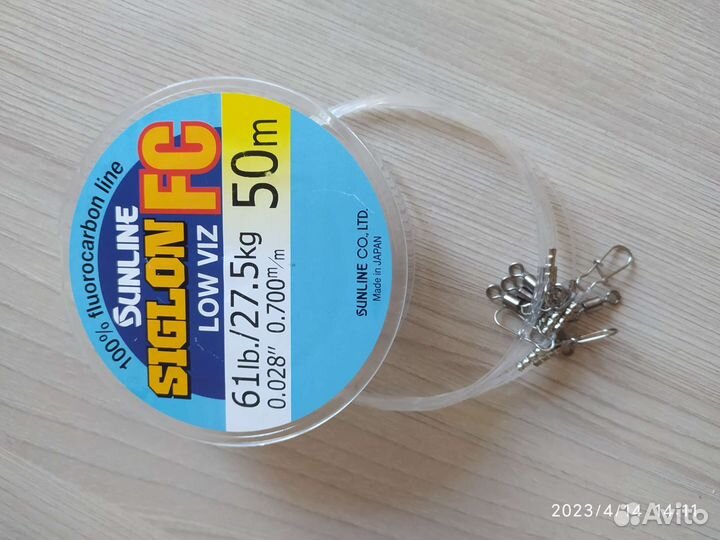 100% fluorocarbon line
SUNLINE
SIGLON FC
LOW VIZ
61lb./27.5kg 50m
0.028" 0.700m/m
SUNLINE CO.,LTD.
Made in JAPAN
2023/4/14 14:11
Avito